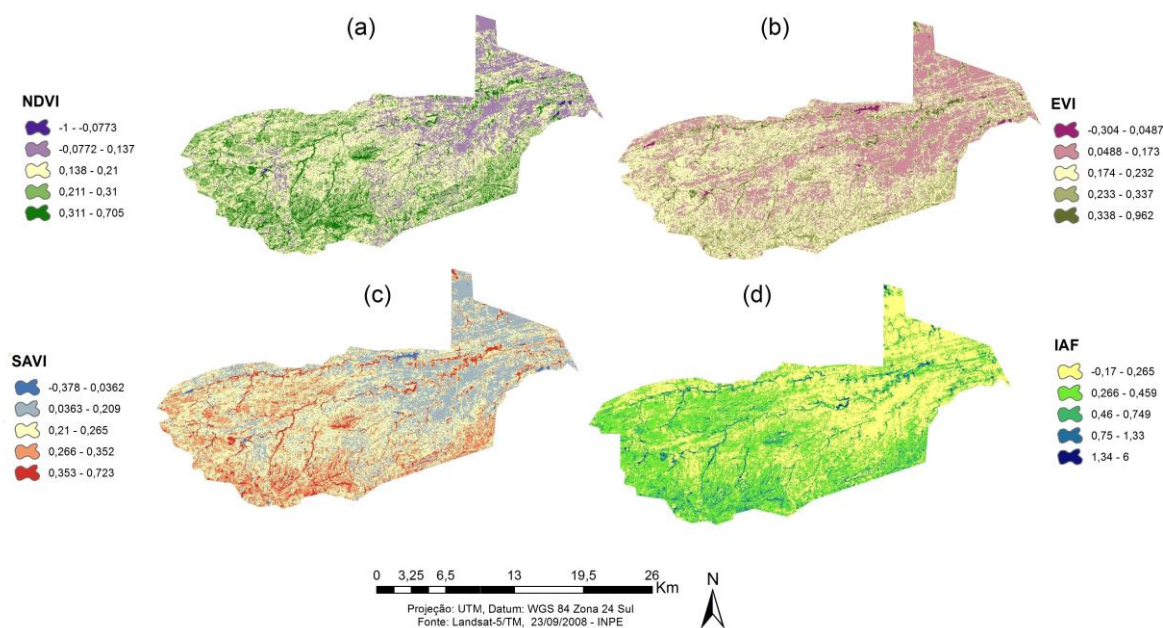 (a)
(b)
NDVI
-1 - -0,0773
-0,0772 - 0,137
0,138 - 0,21
0,211 - 0,31
0,311 - 0,705
EVI
-0,304 - 0,0487
0,0488 - 0,173
0,174 - 0,232
0,233 - 0,337
0,338 - 0,962
(c)
(d)
SAVI
-0,378 - 0,0362
0,0363 - 0,209
0,21 - 0,265
0,266 - 0,352
0,353 - 0,723
IAF
-0,17 - 0,265
0,266 - 0,459
0,46 - 0,749
0,75 - 1,33
1,34 - 6
0 3,25 6,5 13 19,5 26
Km
N
Projeção: UTM, Datum: WGS 84 Zona 24 Sul
Fonte: Landsat-5/TM, 23/09/2008 - INPE